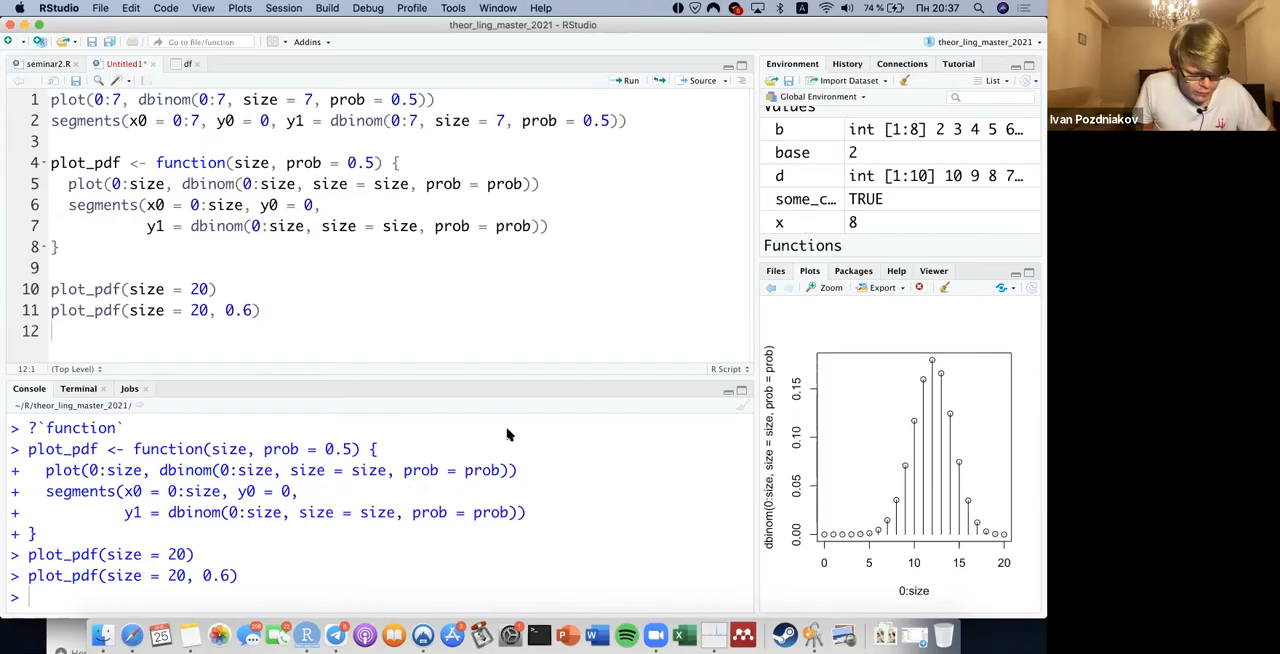 RStudio File Edit Code View Plots Session Build Debug Profile Tools Window Help 74 % Пн 20:37
theor_ling_master_2021 - RStudio
Go to file/function Addins theor_ling_master_2021
seminar2.R Untitled1* df
Run Source
1 plot(0:7, dbinom(0:7, size = 7, prob = 0.5))
2 segments(x0 = 0:7, y0 = 0, y1 = dbinom(0:7, size = 7, prob = 0.5))
3
4 plot_pdf <- function(size, prob = 0.5) {
5 plot(0:size, dbinom(0:size, size = size, prob = prob))
6 segments(x0 = 0:size, y0 = 0,
7 y1 = dbinom(0:size, size = size, prob = prob))
8 }
9
10 plot_pdf(size = 20)
11 plot_pdf(size = 20, 0.6)
12
12:1 (Top Level) R Script
Console Terminal Jobs
~/R/theor_ling_master_2021/
> ?`function`
> plot_pdf <- function(size, prob = 0.5) {
+ plot(0:size, dbinom(0:size, size = size, prob = prob))
+ segments(x0 = 0:size, y0 = 0,
+ y1 = dbinom(0:size, size = size, prob = prob))
+ }
> plot_pdf(size = 20)
> plot_pdf(size = 20, 0.6)
>
Environment History Connections Tutorial
Import Dataset List
Global Environment
Values
b int [1:8] 2 3 4 5 6…
base 2
d int [1:10] 10 9 8 7…
some_c… TRUE
x 8
Functions
Files Plots Packages Help Viewer
Zoom Export
dbinom(0:size, size = size, prob = prob)
0.15
0.10
0.05
0.00
0 5 10 15 20
0:size
Ivan Pozdniakov